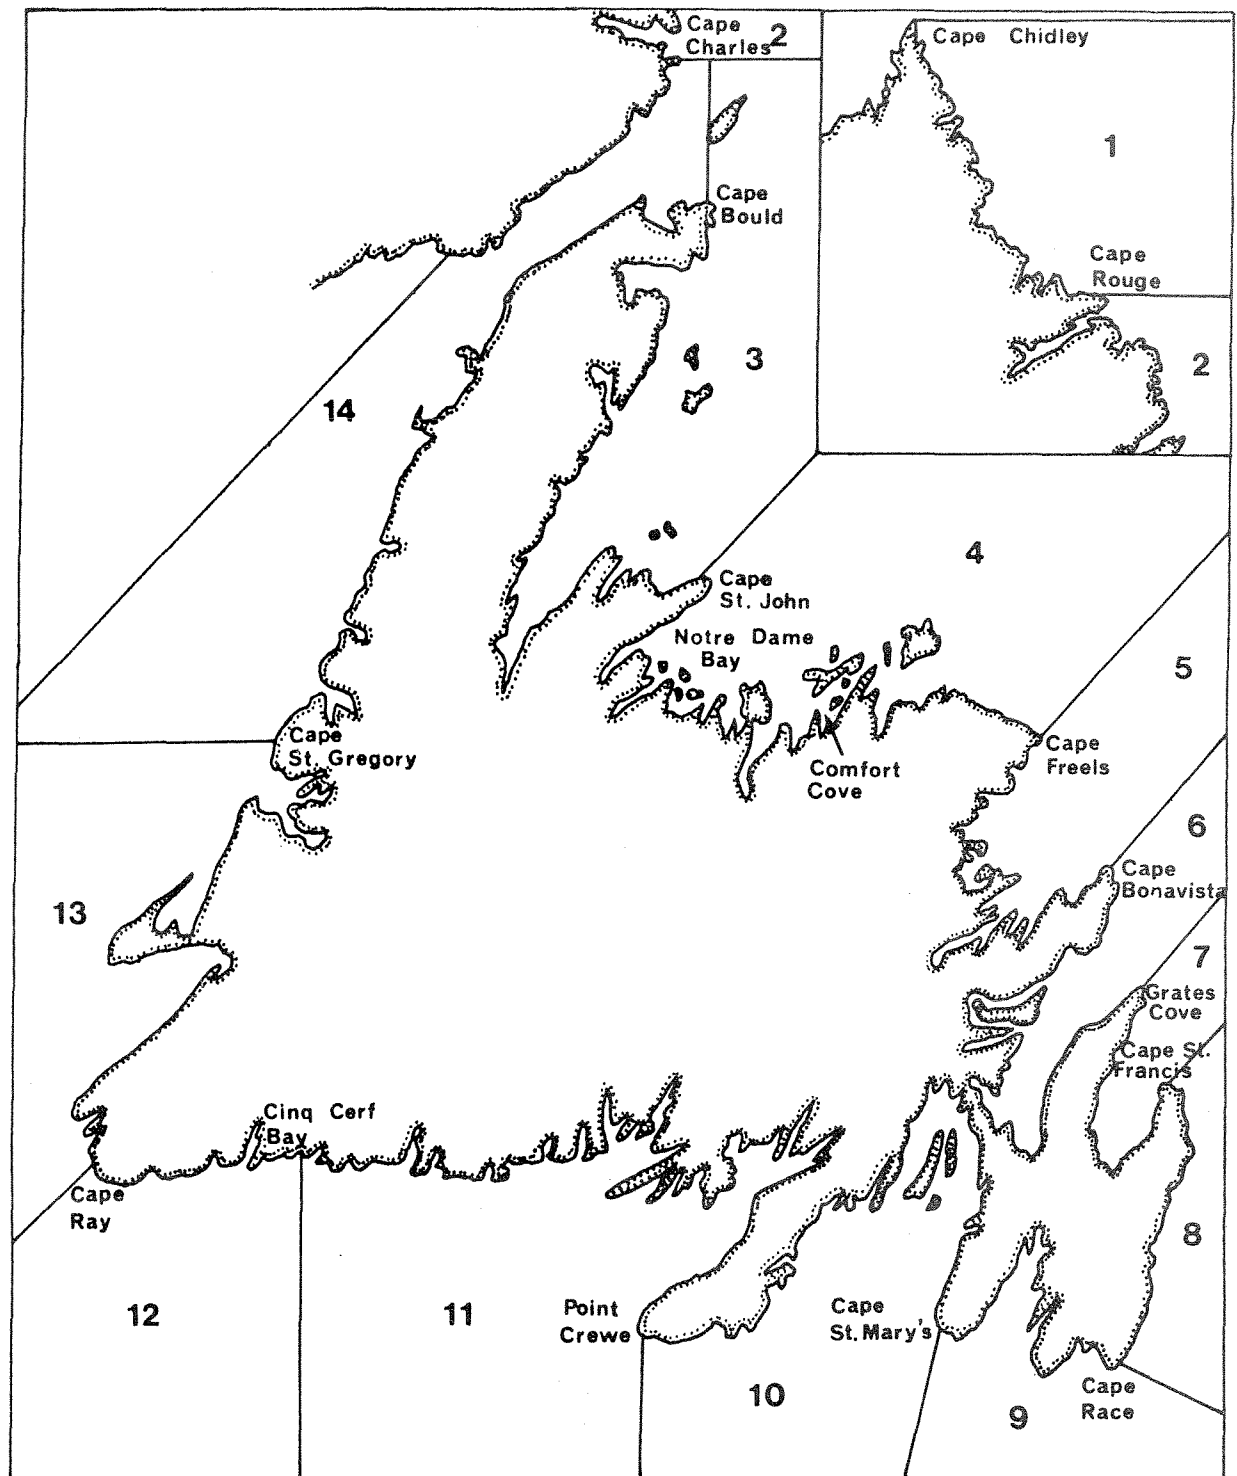 Cape
Charles
2
Cape Chidley
1
Cape
Bould
Cape
Rouge
2
3
14
4
Cape
St. John
Notre Dame
Bay
5
Cape
St. Gregory
Cape
Freels
Comfort
Cove
6
Cape
Bonavista
13
7
Grates
Cove
Cape St.
Francis
Cinq Cerf
Bay
Cape
Ray
8
12
11
Point
Crewe
Cape
St. Mary's
10
Cape
Race
9